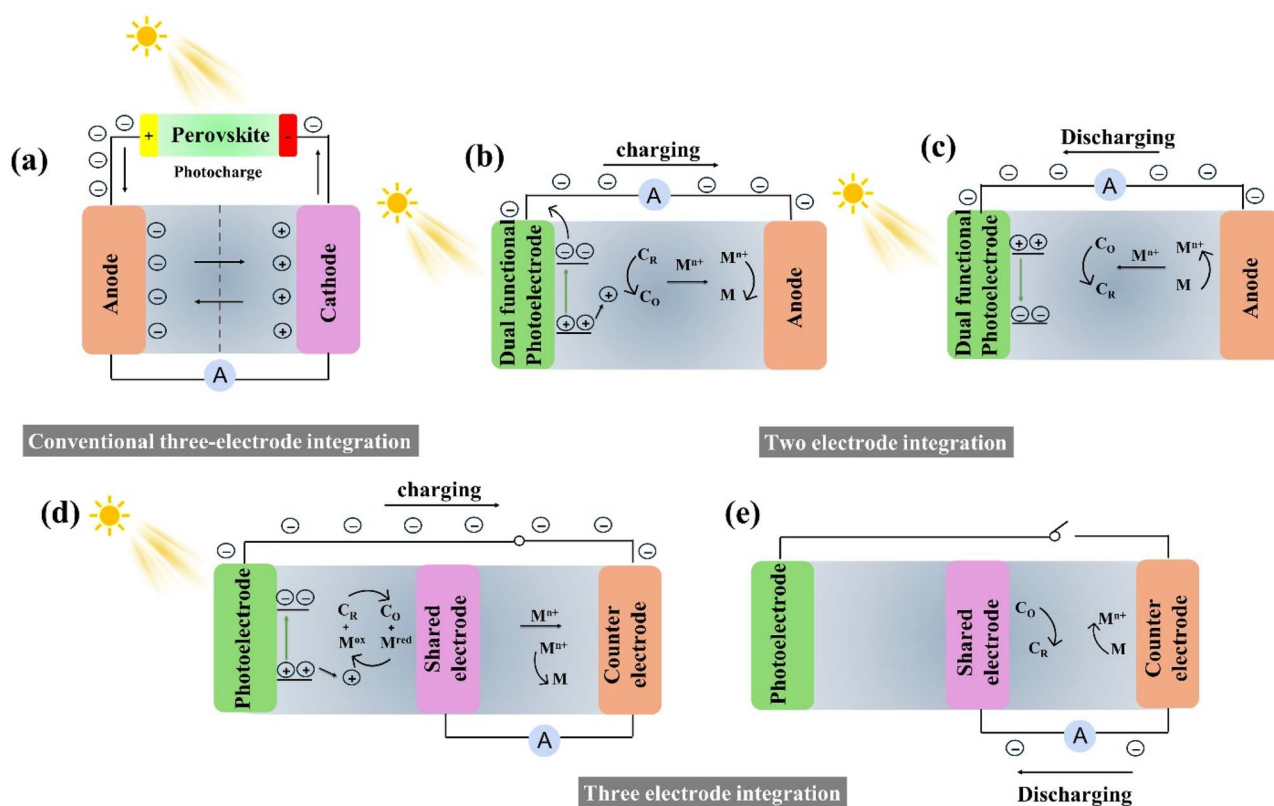 (a)
+ Perovskite -
Photocharge
Anode
Cathode
A
Conventional three-electrode integration
(b)
charging
A
Dual functional
Photoelectrode
C_R
C_O
M^n+
M^n+
M
Anode
(c)
Discharging
A
Dual functional
Photoelectrode
C_O
C_R
M^n+
M^n+
M
Anode
Two electrode integration
(d)
charging
Photoelectrode
C_R
+
M^ox
C_O
+
M^red
Shared
electrode
M^n+
M^n+
M
Counter
electrode
A
(e)
Photoelectrode
Shared
electrode
C_O
C_R
M^n+
M
Counter
electrode
A
Discharging
Three electrode integration